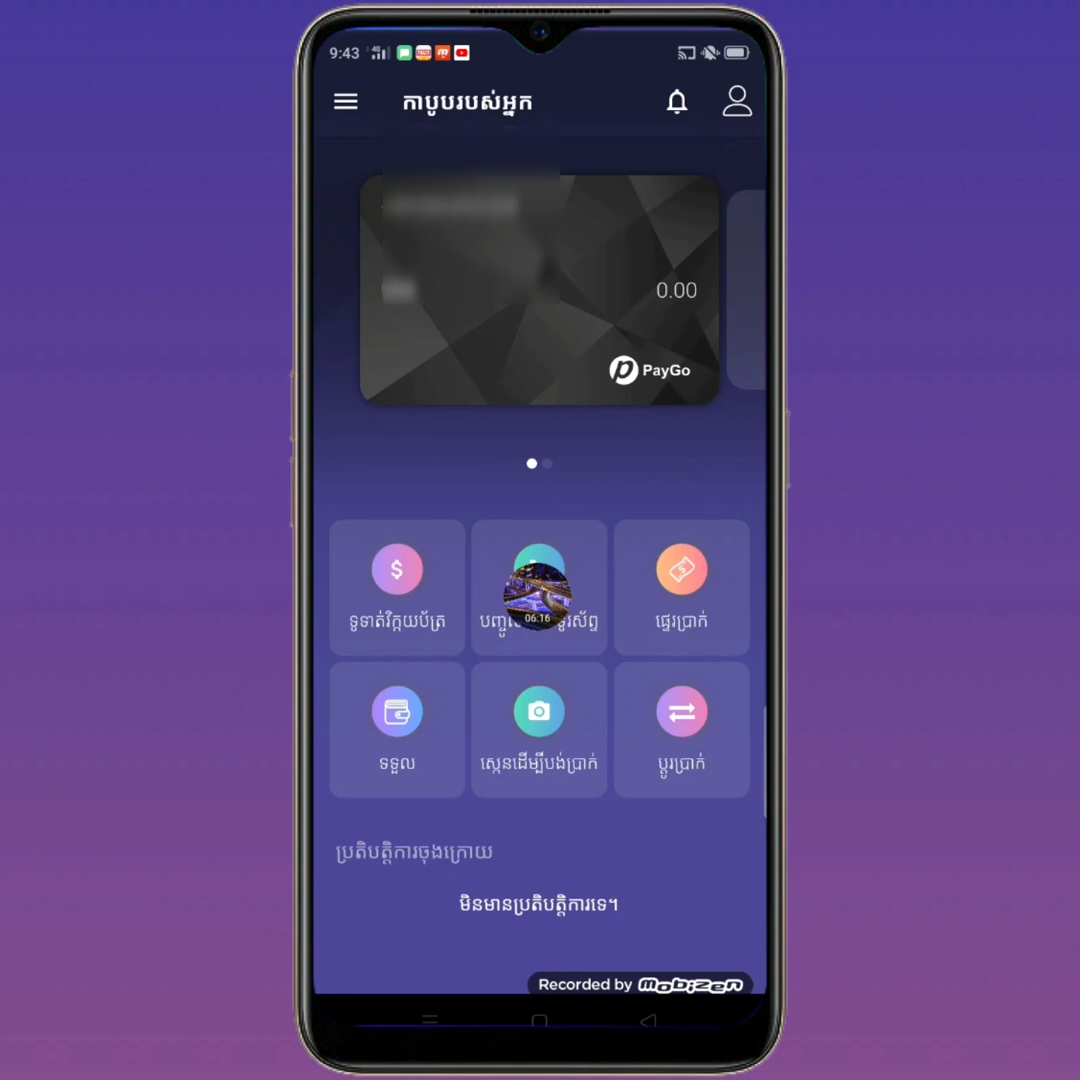 9:43
4G
កាបូបរបស់អ្នក
0.00
PayGo
ទូទាត់វិក្កយប័ត្រ
06:16
ផ្ទេរប្រាក់
ទទួល
ស្កេនដើម្បីបង់ប្រាក់
ប្តូរប្រាក់
ប្រតិបត្តិការចុងក្រោយ
មិនមានប្រតិបត្តិការទេ។
Recorded by mobizen